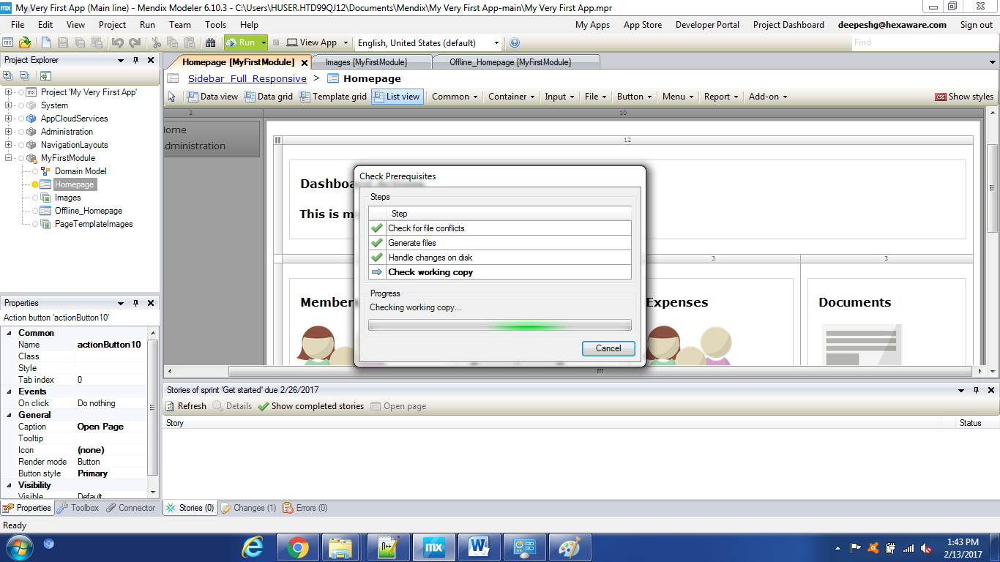 mx My Very First App (Main line) - Mendix Modeler 6.10.3 - C:\Users\HUSER.HTD99QJ12\Documents\Mendix\My Very First App-main\My Very First App.mpr
File Edit View Project Run Team Tools Help My Apps App Store Developer Portal Project Dashboard deepeshg@hexaware.com Sign out
Run View App English, United States (default) Find
Project Explorer
Project 'My Very First App'
System
AppCloudServices
Administration
NavigationLayouts
MyFirstModule
Domain Model
Homepage
Images
Offline_Homepage
PageTemplateImages
Homepage [MyFirstModule] Images [MyFirstModule] Offline_Homepage [MyFirstModule]
Sidebar_Full_Responsive > Homepage
Data view Data grid Template grid List view Common Container Input File Button Menu Report Add-on CSS Show styles
2 10
ome
dministration
12
Dashboa
This is m
3 3
Member Expenses Documents
Check Prerequisites
Steps
Step
Check for file conflicts
Generate files
Handle changes on disk
Check working copy
Progress
Checking working copy...
Cancel
Properties
Action button 'actionButton10'
Common
Name actionButton10
Class
Style
Tab index 0
Events
On click Do nothing
General
Caption Open Page
Tooltip
Icon (none)
Render mode Button
Button style Primary
Visibility
Visible Default
Properties Toolbox Connector
Stories of sprint 'Get started' due 2/26/2017
Refresh Details Show completed stories Open page
Story Status
Stories (0) Changes (1) Errors (0)
Ready
mx
1:43 PM
2/13/2017